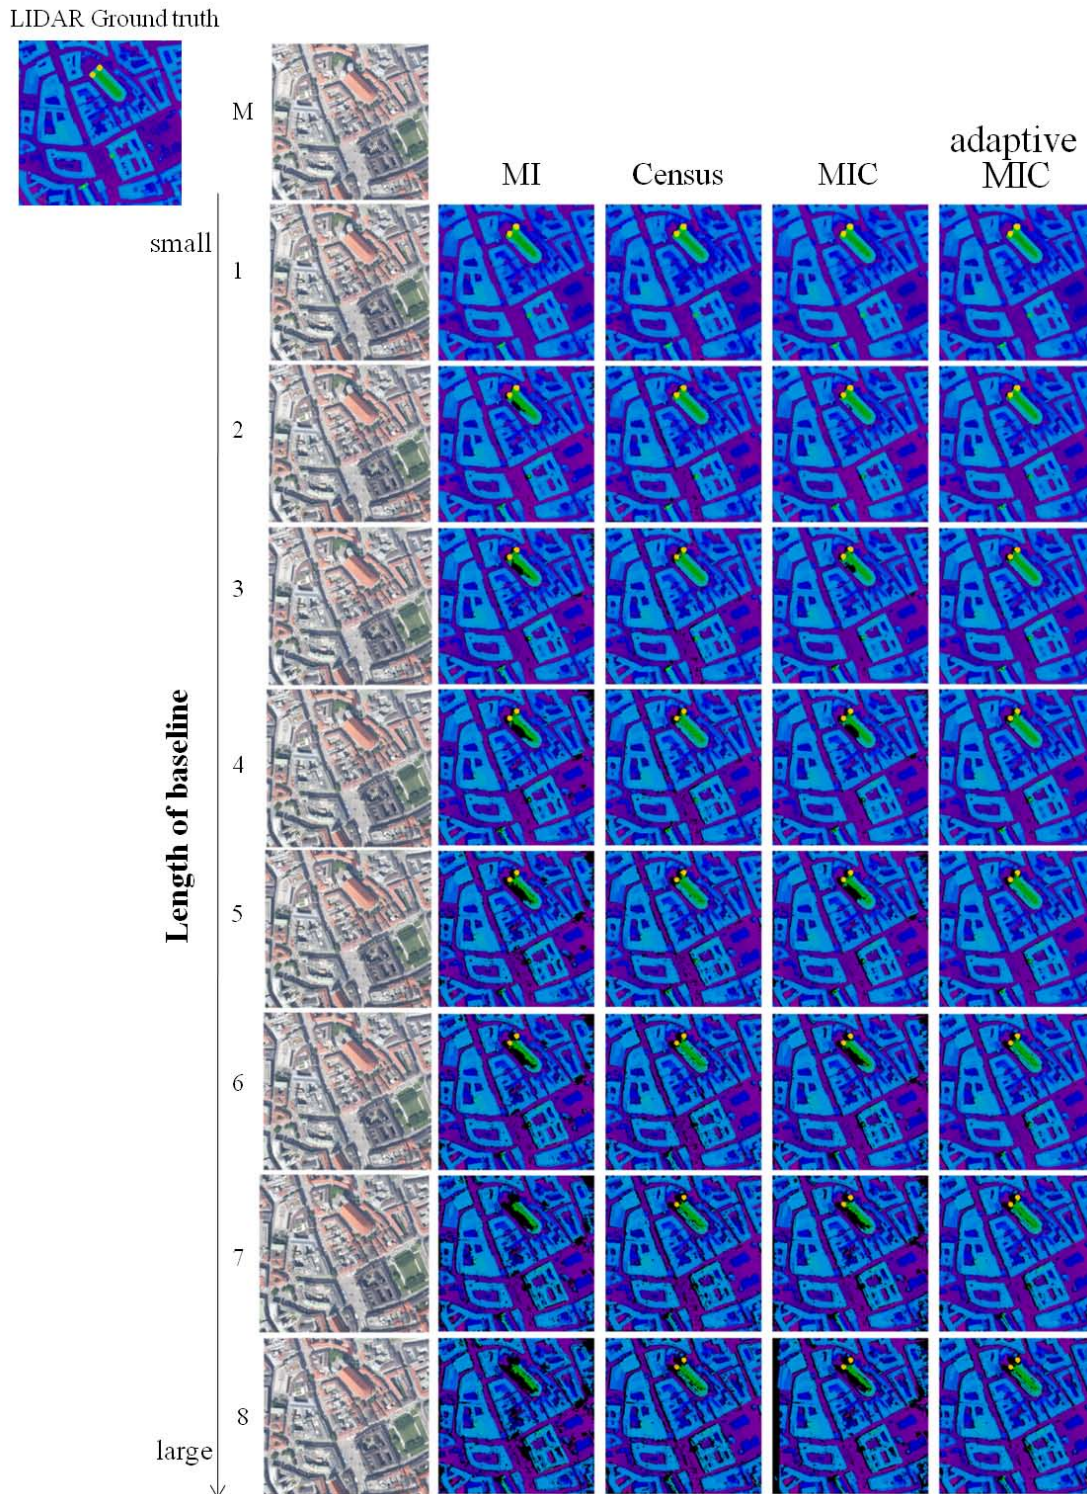 LIDAR Ground truth
M
MI
Census
MIC
adaptive
MIC
small
1
2
3
Length of baseline
4
5
6
7
8
large